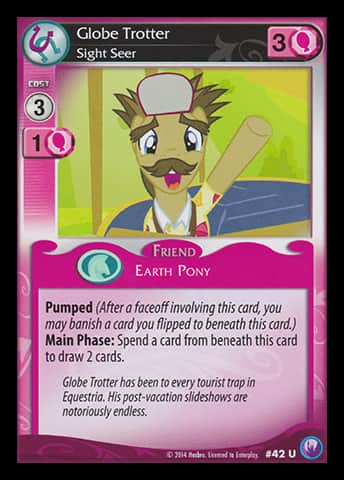 Globe Trotter
Sight Seer
3
COST
3
1
FRIEND
EARTH PONY
Pumped (After a faceoff involving this card, you
may banish a card you flipped to beneath this card.)
Main Phase: Spend a card from beneath this card
to draw 2 cards.
Globe Trotter has been to every tourist trap in
Equestria. His post-vacation slideshows are
notoriously endless.
© 2014 Hasbro. Licensed to Enterplay.
#42 U